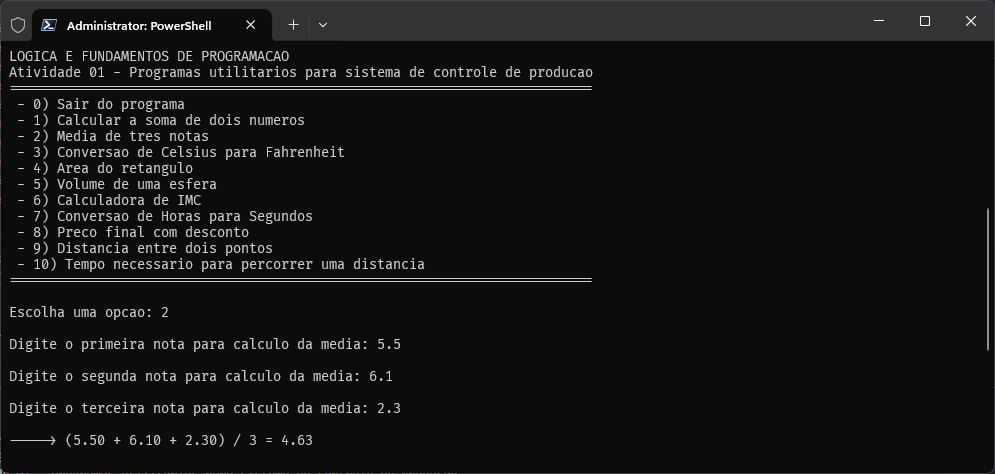 Administrator: PowerShell
LOGICA E FUNDAMENTOS DE PROGRAMACAO
Atividade 01 - Programas utilitarios para sistema de controle de producao
=========================================================================
- 0) Sair do programa
- 1) Calcular a soma de dois numeros
- 2) Media de tres notas
- 3) Conversao de Celsius para Fahrenheit
- 4) Area do retangulo
- 5) Volume de uma esfera
- 6) Calculadora de IMC
- 7) Conversao de Horas para Segundos
- 8) Preco final com desconto
- 9) Distancia entre dois pontos
- 10) Tempo necessario para percorrer uma distancia
=========================================================================
Escolha uma opcao: 2
Digite o primeira nota para calculo da media: 5.5
Digite o segunda nota para calculo da media: 6.1
Digite o terceira nota para calculo da media: 2.3
-----> (5.50 + 6.10 + 2.30) / 3 = 4.63